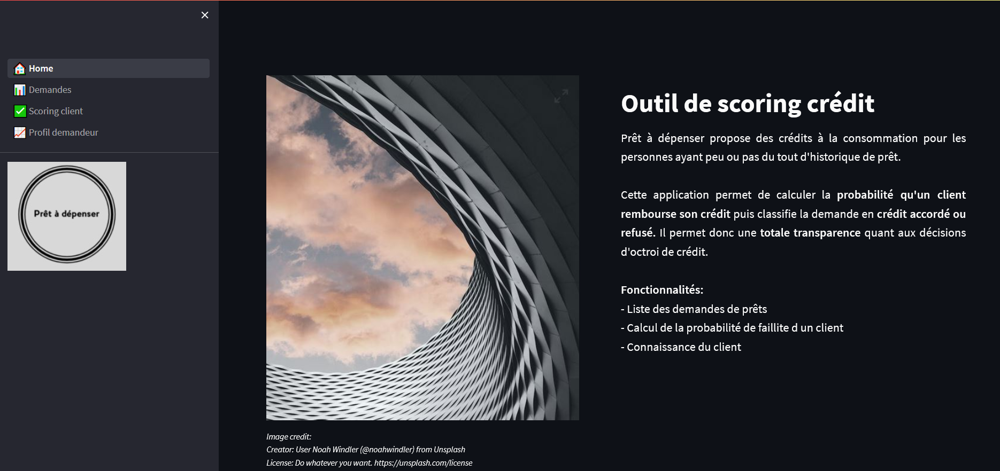 Home
Demandes
Scoring client
Profil demandeur
Prêt à dépenser
Outil de scoring crédit
Prêt à dépenser propose des crédits à la consommation pour les
personnes ayant peu ou pas du tout d'historique de prêt.
Cette application permet de calculer la probabilité qu'un client
rembourse son crédit puis classifie la demande en crédit accordé ou
refusé. Il permet donc une totale transparence quant aux décisions
d'octroi de crédit.
Fonctionnalités:
- Liste des demandes de prêts
- Calcul de la probabilité de faillite d un client
- Connaissance du client
Image credit:
Creator: User Noah Windler (@noahwindler) from Unsplash
License: Do whatever you want. https://unsplash.com/license